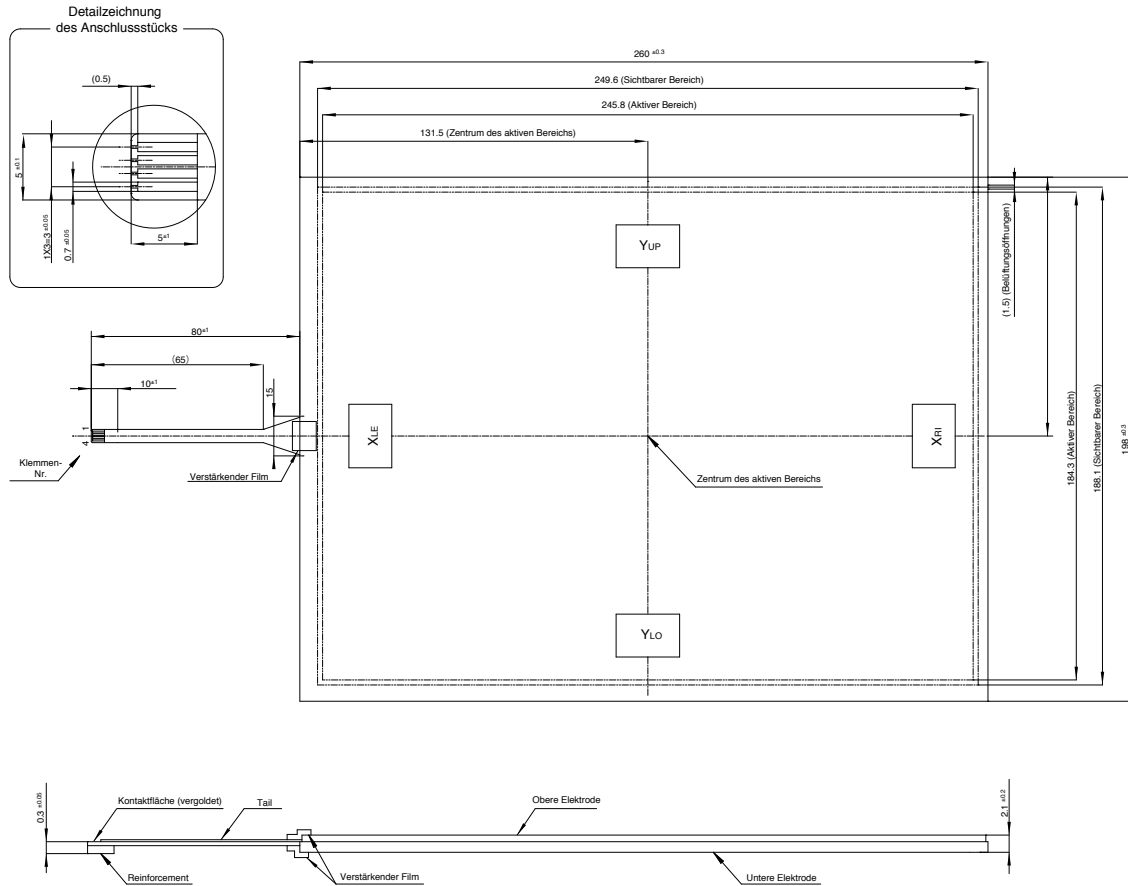 Detailzeichnung
des Anschlussstücks
(0.5)
5 ±0.1
1X3=3 ±0.05
0.7 ±0.05
5±1
260 ±0.3
249.6 (Sichtbarer Bereich)
245.8 (Aktiver Bereich)
131.5 (Zentrum des aktiven Bereichs)
YUP
(1.5) (Belüftungsöffnungen)
80±1
(65)
10±1
15
1
4
XLE
XRI
Klemmen-
Nr.
Verstärkender Film
Zentrum des aktiven Bereichs
184.3 (Aktiver Bereich)
188.1 (Sichtbarer Bereich)
198 ±0.3
YLO
0.3 ±0.05
Kontaktfläche (vergoldet)
Tail
Obere Elektrode
2.1 ±0.2
Reinforcement
Verstärkender Film
Untere Elektrode